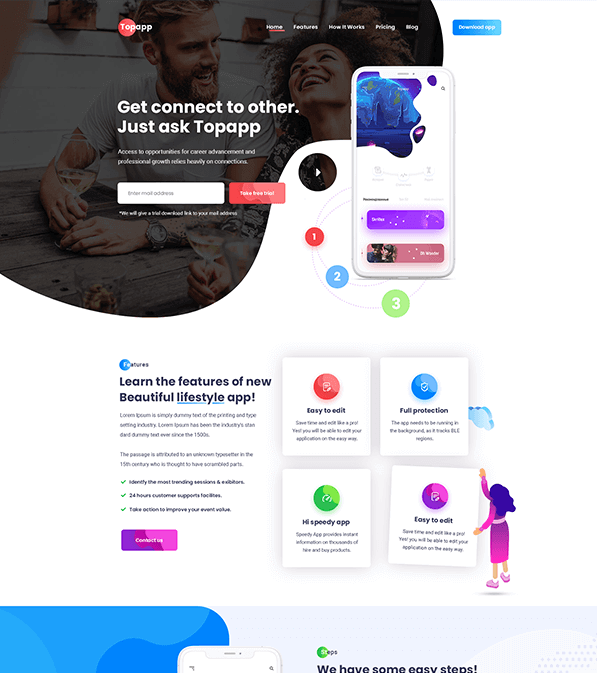 Topapp
Home Features How It Works Pricing Blog
Download app
Get connect to other.
Just ask Topapp
Access to opportunities for career advancement and
professional growth relies heavily on connections.
Enter mail address
Take free trial
*We will give a trial download link to your mail address
1
2
3
Features
Learn the features of new
Beautiful lifestyle app!
Lorem Ipsum is simply dummy text of the printing and type
setting industry. Lorem Ipsum has been the industry's stan
dard dummy text ever since the 1500s.
The passage is attributed to an unknown typesetter in the
15th century who is thought to have scrambled parts.
Identify the most trending sessions & exibitors.
24 hours customer supports facilites.
Take action to improve your event value.
Contact us
Easy to edit
Save time and edit like a pro!
Yes! you will be able to edit your
application on the easy way.
Full protection
The app needs to be running in
the background, as it tracks BLE
regions.
Hi speedy app
Speedy App provides instant
information on thousands of
hire and buy products.
Easy to edit
Save time and edit like a pro!
Yes! you will be able to edit your
application on the easy way.
Steps
We have some easy steps!